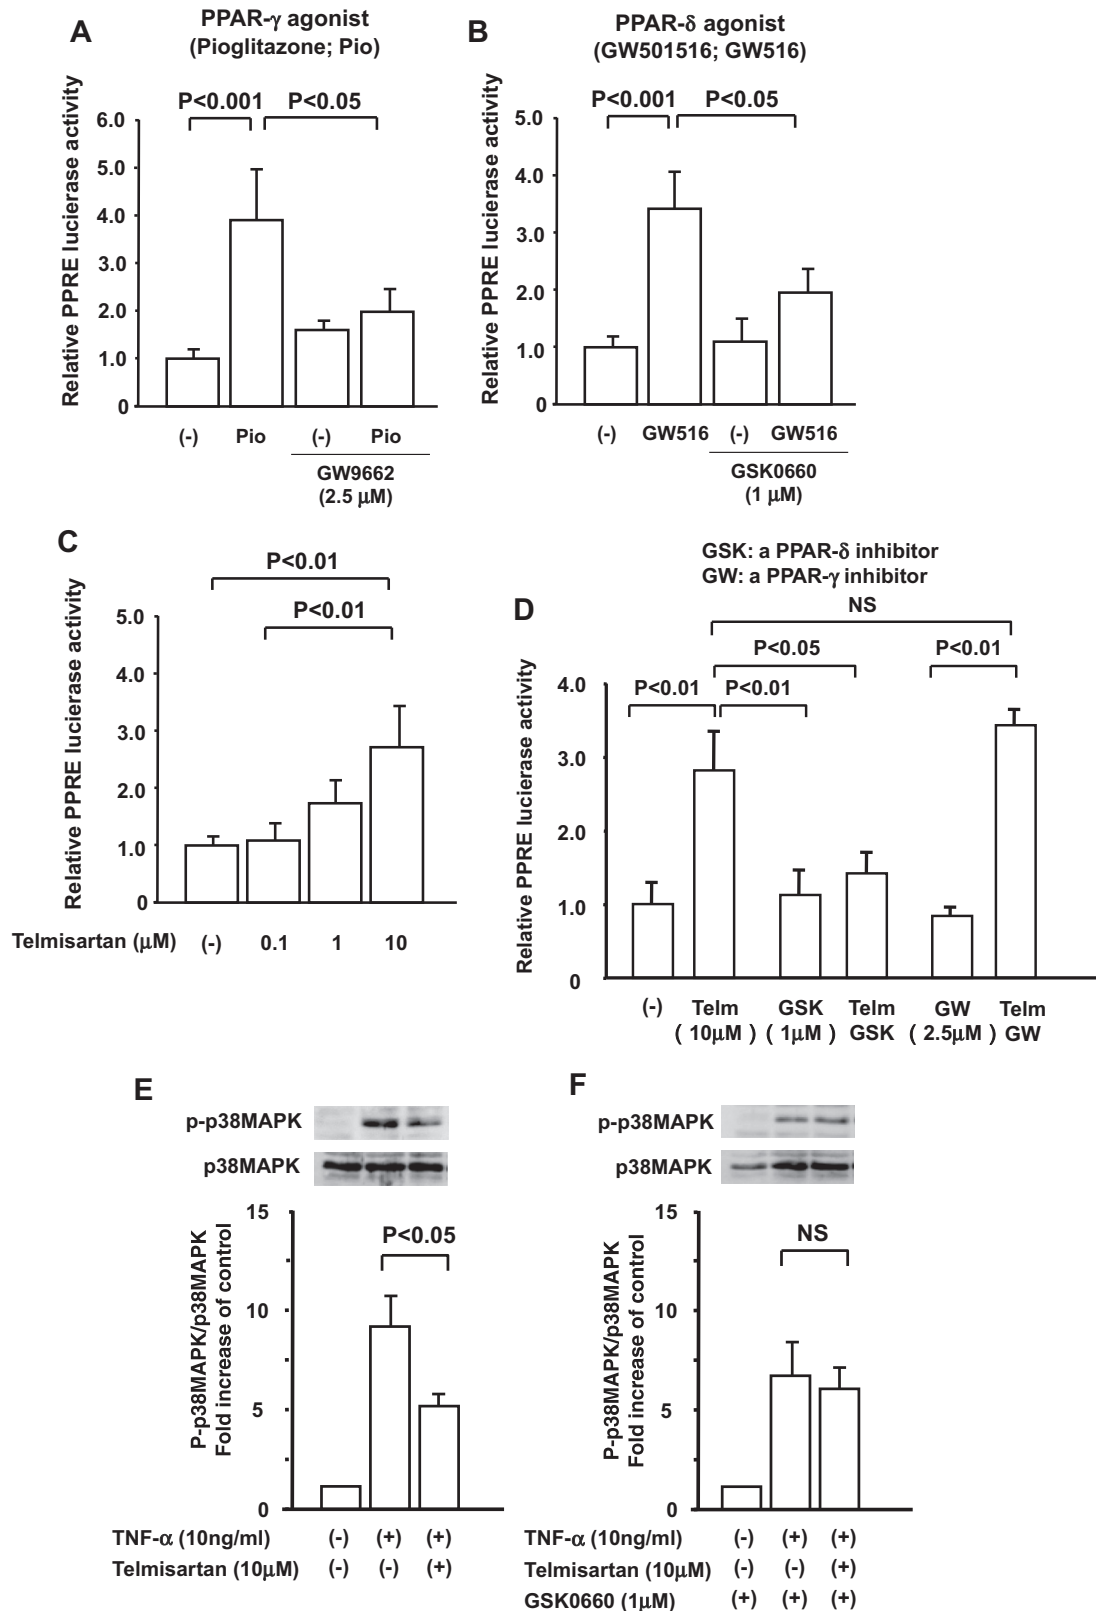 A
PPAR-γ agonist
(Pioglitazone; Pio)
P<0.001
P<0.05
Relative PPRE lucierase activity
6.0
5.0
4.0
3.0
2.0
1.0
0
(-)
Pio
(-)
Pio
GW9662
(2.5 μM)
B
PPAR-δ agonist
(GW501516; GW516)
P<0.001
P<0.05
Relative PPRE lucierase activity
5.0
4.0
3.0
2.0
1.0
0
(-)
GW516
(-)
GW516
GSK0660
(1 μM)
C
P<0.01
P<0.01
Relative PPRE lucierase activity
5.0
4.0
3.0
2.0
1.0
0
Telmisartan (μM)
(-)
0.1
1
10
GSK: a PPAR-δ inhibitor
GW: a PPAR-γ inhibitor
D
NS
P<0.05
P<0.01
P<0.01
P<0.01
Relative PPRE lucierase activity
4.0
3.0
2.0
1.0
0
(-)
Telm
( 10μM )
GSK
( 1μM )
Telm
GSK
GW
( 2.5μM )
Telm
GW
E
p-p38MAPK
p38MAPK
P-p38MAPK/p38MAPK
Fold increase of control
15
10
5
0
P<0.05
TNF-α (10ng/ml) (-) (+) (+)
Telmisartan (10μM) (-) (-) (+)
F
p-p38MAPK
p38MAPK
P-p38MAPK/p38MAPK
Fold increase of control
15
10
5
0
NS
TNF-α (10ng/ml) (-) (+) (+)
Telmisartan (10μM) (-) (-) (+)
GSK0660 (1μM) (+) (+) (+)